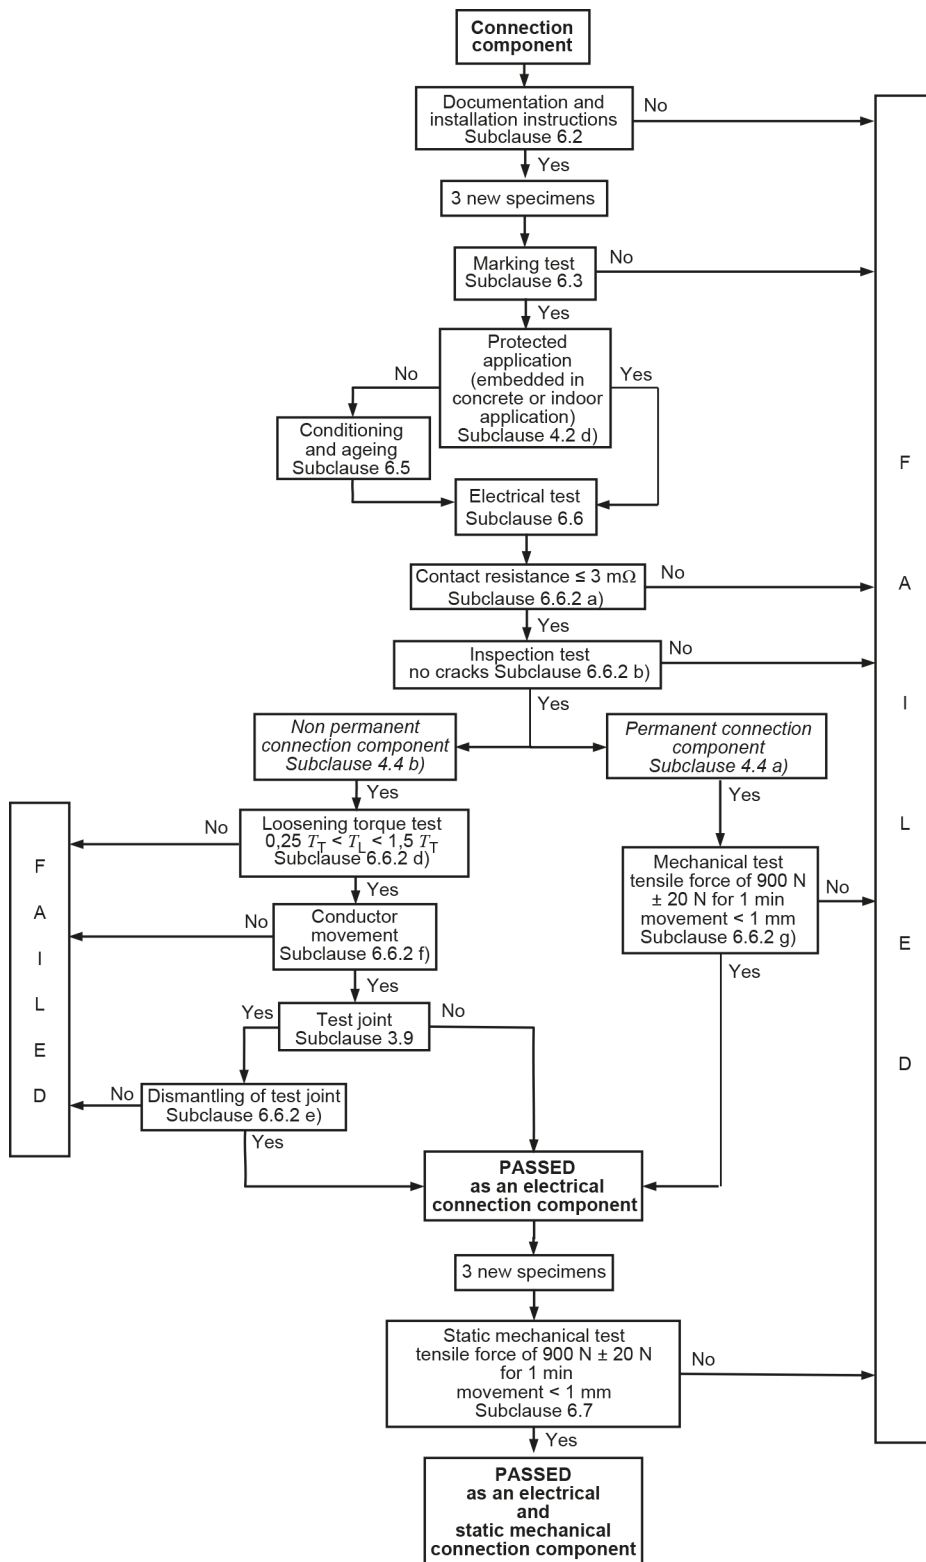 Connection
component
Documentation and
installation instructions
Subclause 6.2
No
Yes
3 new specimens
Marking test
Subclause 6.3
No
Yes
Protected
application
(embedded in
concrete or indoor
application)
Subclause 4.2 d)
No
Yes
Conditioning
and ageing
Subclause 6.5
Electrical test
Subclause 6.6
Contact resistance ≤ 3 mΩ
Subclause 6.6.2 a)
No
Yes
Inspection test
no cracks Subclause 6.6.2 b)
No
Yes
Non permanent
connection component
Subclause 4.4 b)
Permanent connection
component
Subclause 4.4 a)
Yes
Yes
Loosening torque test
0,25 T_T < T_L < 1,5 T_T
Subclause 6.6.2 d)
No
Yes
Mechanical test
tensile force of 900 N
± 20 N for 1 min
movement < 1 mm
Subclause 6.6.2 g)
No
Yes
Conductor
movement
Subclause 6.6.2 f)
No
Yes
Test joint
Subclause 3.9
Yes
No
Dismantling of test joint
Subclause 6.6.2 e)
No
Yes
F
A
I
L
E
D
PASSED
as an electrical
connection component
3 new specimens
Static mechanical test
tensile force of 900 N ± 20 N
for 1 min
movement < 1 mm
Subclause 6.7
No
Yes
F
A
I
L
E
D
PASSED
as an electrical
and
static mechanical
connection component